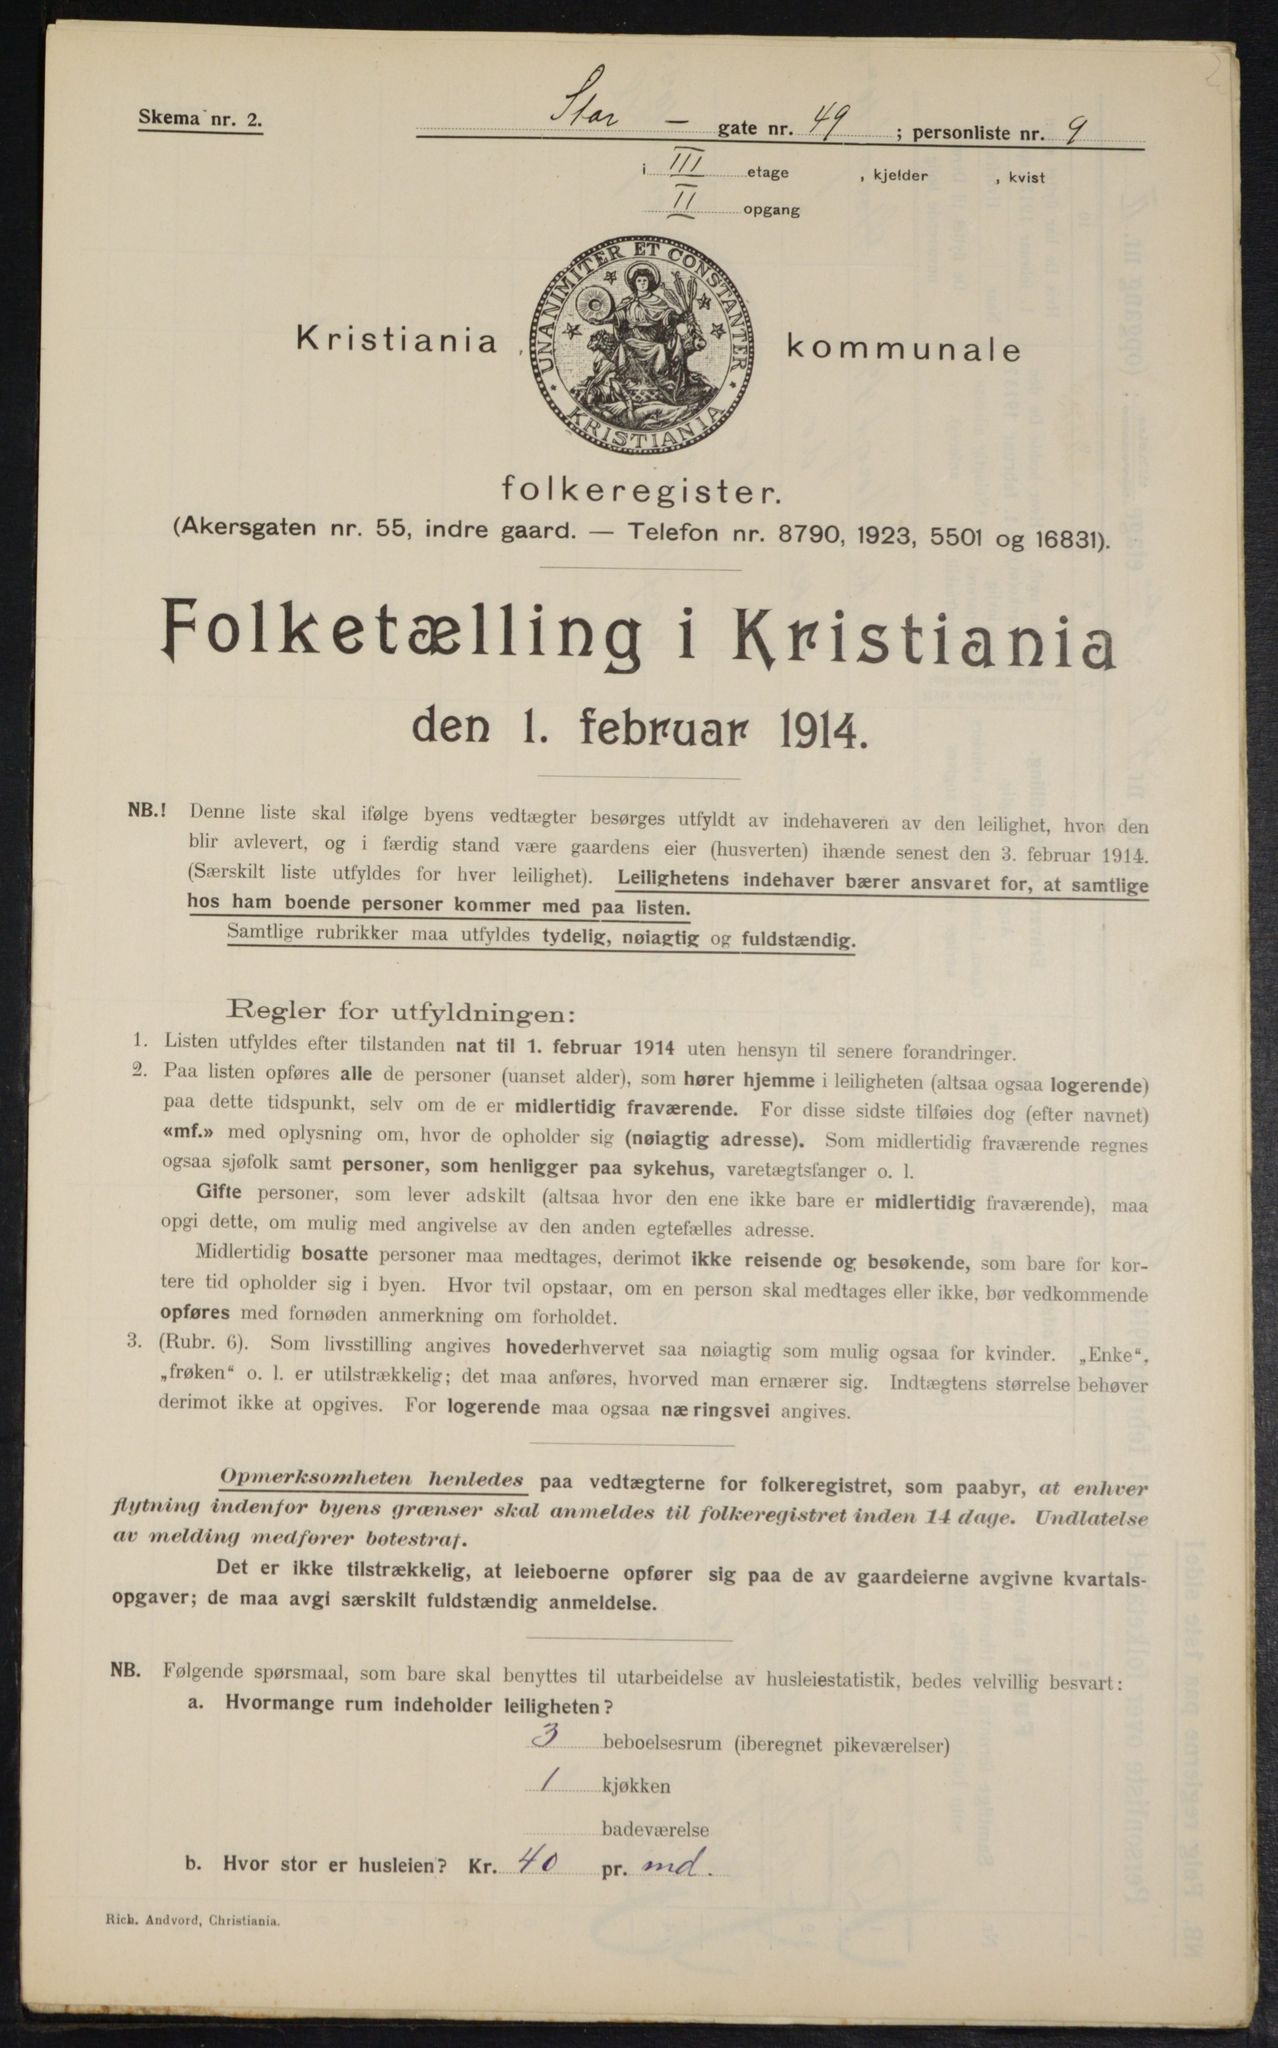 Skema nr. 2.
Stor - gate nr. 49 ; personliste nr. 9
i III etage , kjelder , kvist
II opgang
UNANIMITER ET CONSTANTER
KRISTIANIA
Kristiania kommunale
folkeregister.
(Akersgaten nr. 55, indre gaard. — Telefon nr. 8790, 1923, 5501 og 16831).
Folketælling i Kristiania
den 1. februar 1914.
NB.! Denne liste skal ifølge byens vedtægter besørges utfyldt av indehaveren av den leilighet, hvor den
blir avlevert, og i færdig stand være gaardens eier (husverten) ihænde senest den 3. februar 1914.
(Særskilt liste utfyldes for hver leilighet). Leilighetens indehaver bærer ansvaret for, at samtlige
hos ham boende personer kommer med paa listen.
Samtlige rubrikker maa utfyldes tydelig, nøiagtig og fuldstændig.
Regler for utfyldningen:
1. Listen utfyldes efter tilstanden nat til 1. februar 1914 uten hensyn til senere forandringer.
2. Paa listen opføres alle de personer (uanset alder), som hører hjemme i leiligheten (altsaa ogsaa logerende)
paa dette tidspunkt, selv om de er midlertidig fraværende. For disse sidste tilføies dog (efter navnet)
«mf.» med oplysning om, hvor de opholder sig (nøiagtig adresse). Som midlertidig fraværende regnes
ogsaa sjøfolk samt personer, som henligger paa sykehus, varetægtsfanger o. l.
Gifte personer, som lever adskilt (altsaa hvor den ene ikke bare er midlertidig fraværende), maa
opgi dette, om mulig med angivelse av den anden egtefælles adresse.
Midlertidig bosatte personer maa medtages, derimot ikke reisende og besøkende, som bare for kor-
tere tid opholder sig i byen. Hvor tvil opstaar, om en person skal medtages eller ikke, bør vedkommende
opføres med fornøden anmerkning om forholdet.
3. (Rubr. 6). Som livsstilling angives hovederhvervet saa nøiagtig som mulig ogsaa for kvinder. „Enke“,
„frøken“ o. l. er utilstrækkelig; det maa anføres, hvorved man ernærer sig. Indtægtens størrelse behøver
derimot ikke at opgives. For logerende maa ogsaa næringsvei angives.
Opmerksomheten henledes paa vedtægterne for folkeregistret, som paabyr, at enhver
flytning indenfor byens grænser skal anmeldes til folkeregistret inden 14 dage. Undlatelse
av melding medfører botestraf.
Det er ikke tilstrækkelig, at leieboerne opfører sig paa de av gaardeierne avgivne kvartals-
opgaver; de maa avgi særskilt fuldstændig anmeldelse.
NB. Følgende spørsmaal, som bare skal benyttes til utarbeidelse av husleiestatistik, bedes velvillig besvart:
a. Hvormange rum indeholder leiligheten?
3 beboelsesrum (iberegnet pikeværelser)
1 kjøkken
badeværelse
b. Hvor stor er husleien? Kr. 40 pr. md.
Rich. Andvord, Christiania.